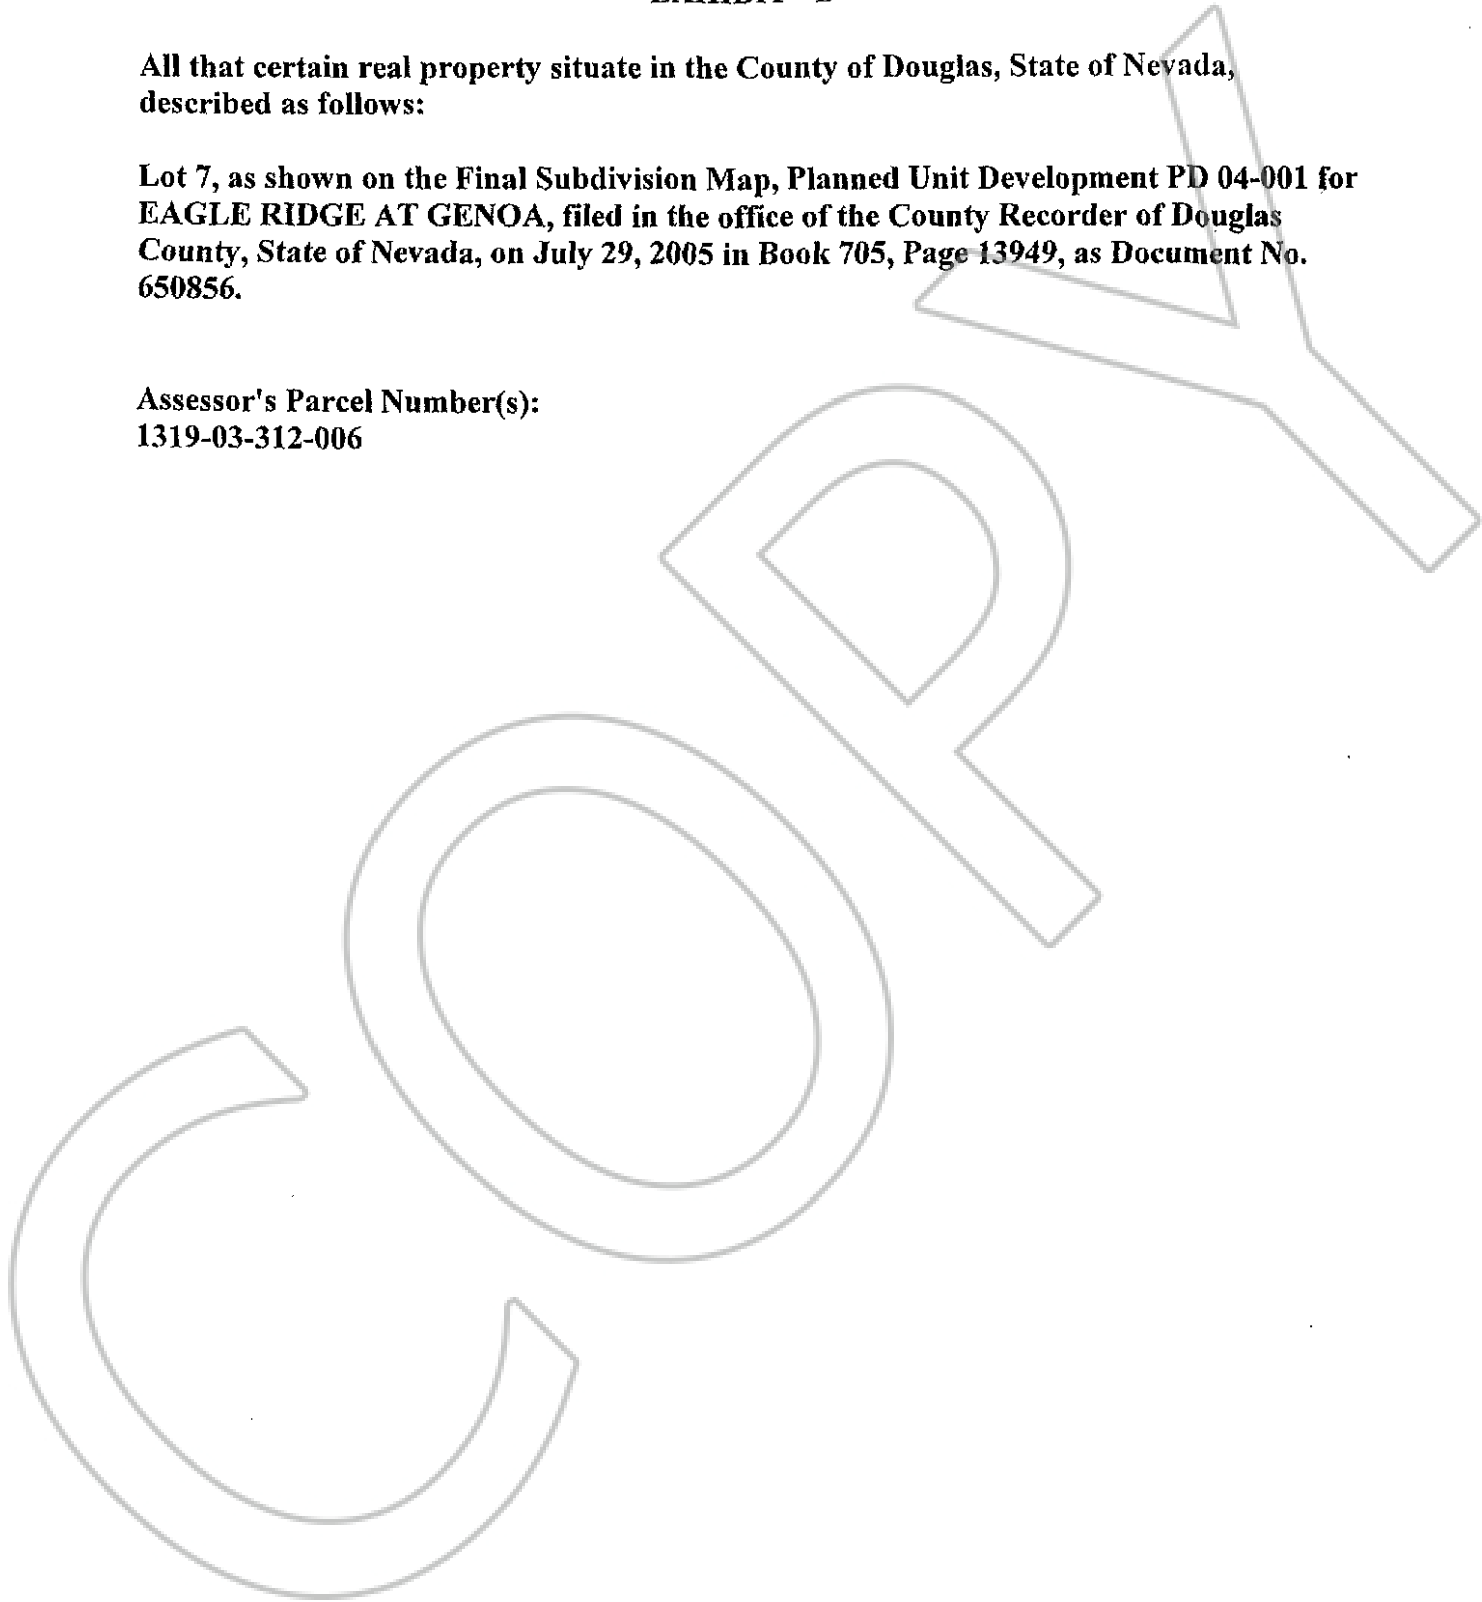 All that certain real property situate in the County of Douglas, State of Nevada,
described as follows:
Lot 7, as shown on the Final Subdivision Map, Planned Unit Development PD 04-001 for
EAGLE RIDGE AT GENOA, filed in the office of the County Recorder of Douglas
County, State of Nevada, on July 29, 2005 in Book 705, Page 13949, as Document No.
650856.
Assessor's Parcel Number(s):
1319-03-312-006
COPY